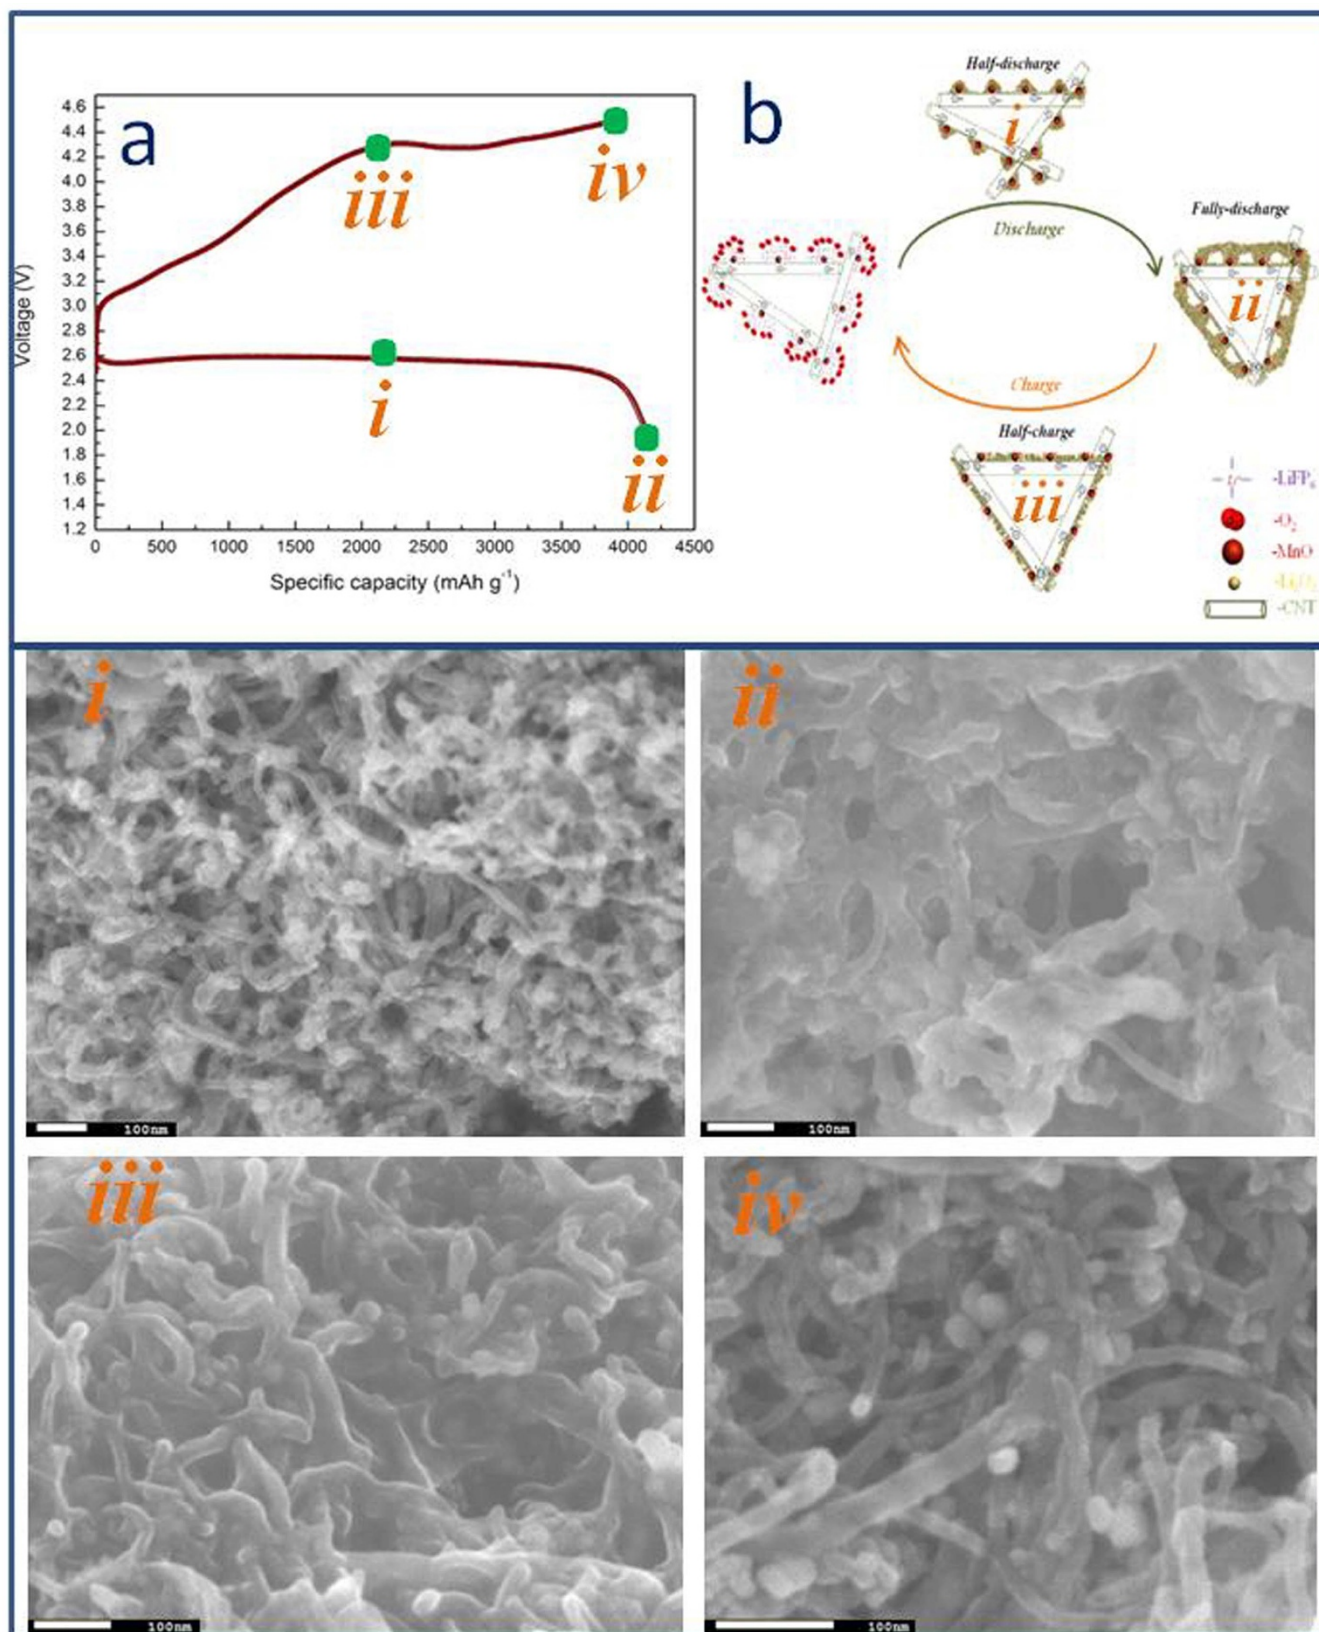 a
4.6
4.4
4.2
4.0
3.8
3.6
3.4
3.2
3.0
2.8
2.6
2.4
2.2
2.0
1.8
1.6
1.4
1.2
Voltage (V)
iii
iv
i
ii
0 500 1000 1500 2000 2500 3000 3500 4000 4500
Specific capacity (mAh g⁻¹)
b
Half-discharge
i
Discharge
Fully-discharge
ii
Charge
Half-charge
iii
-LiFP₆
-O₂
-MnO
-Li₂O₂
-CNT
i
100nm
ii
100nm
iii
100nm
iv
100nm